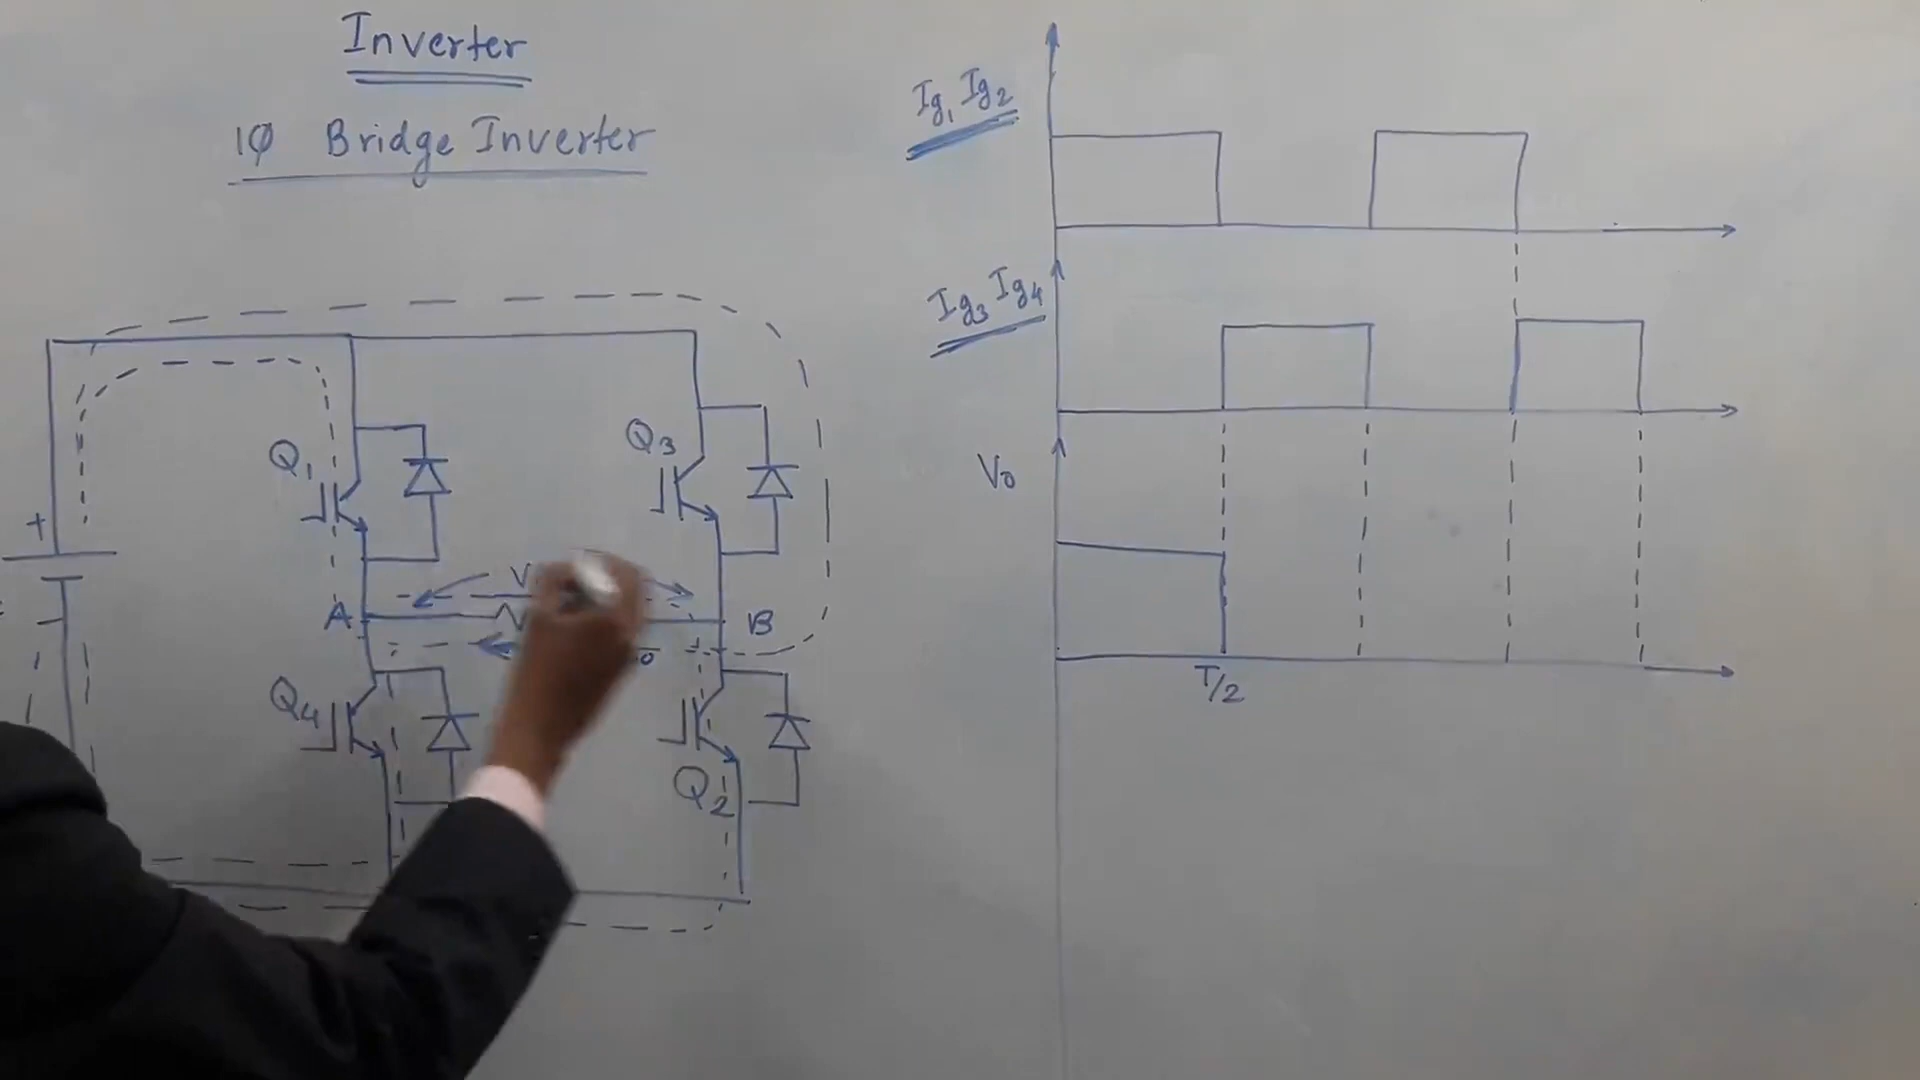 Inverter
1φ Bridge Inverter
Ig1 Ig2
Ig3 Ig4
Q1
Q3
V0
+
V
A
B
Q4
Q2
T/2